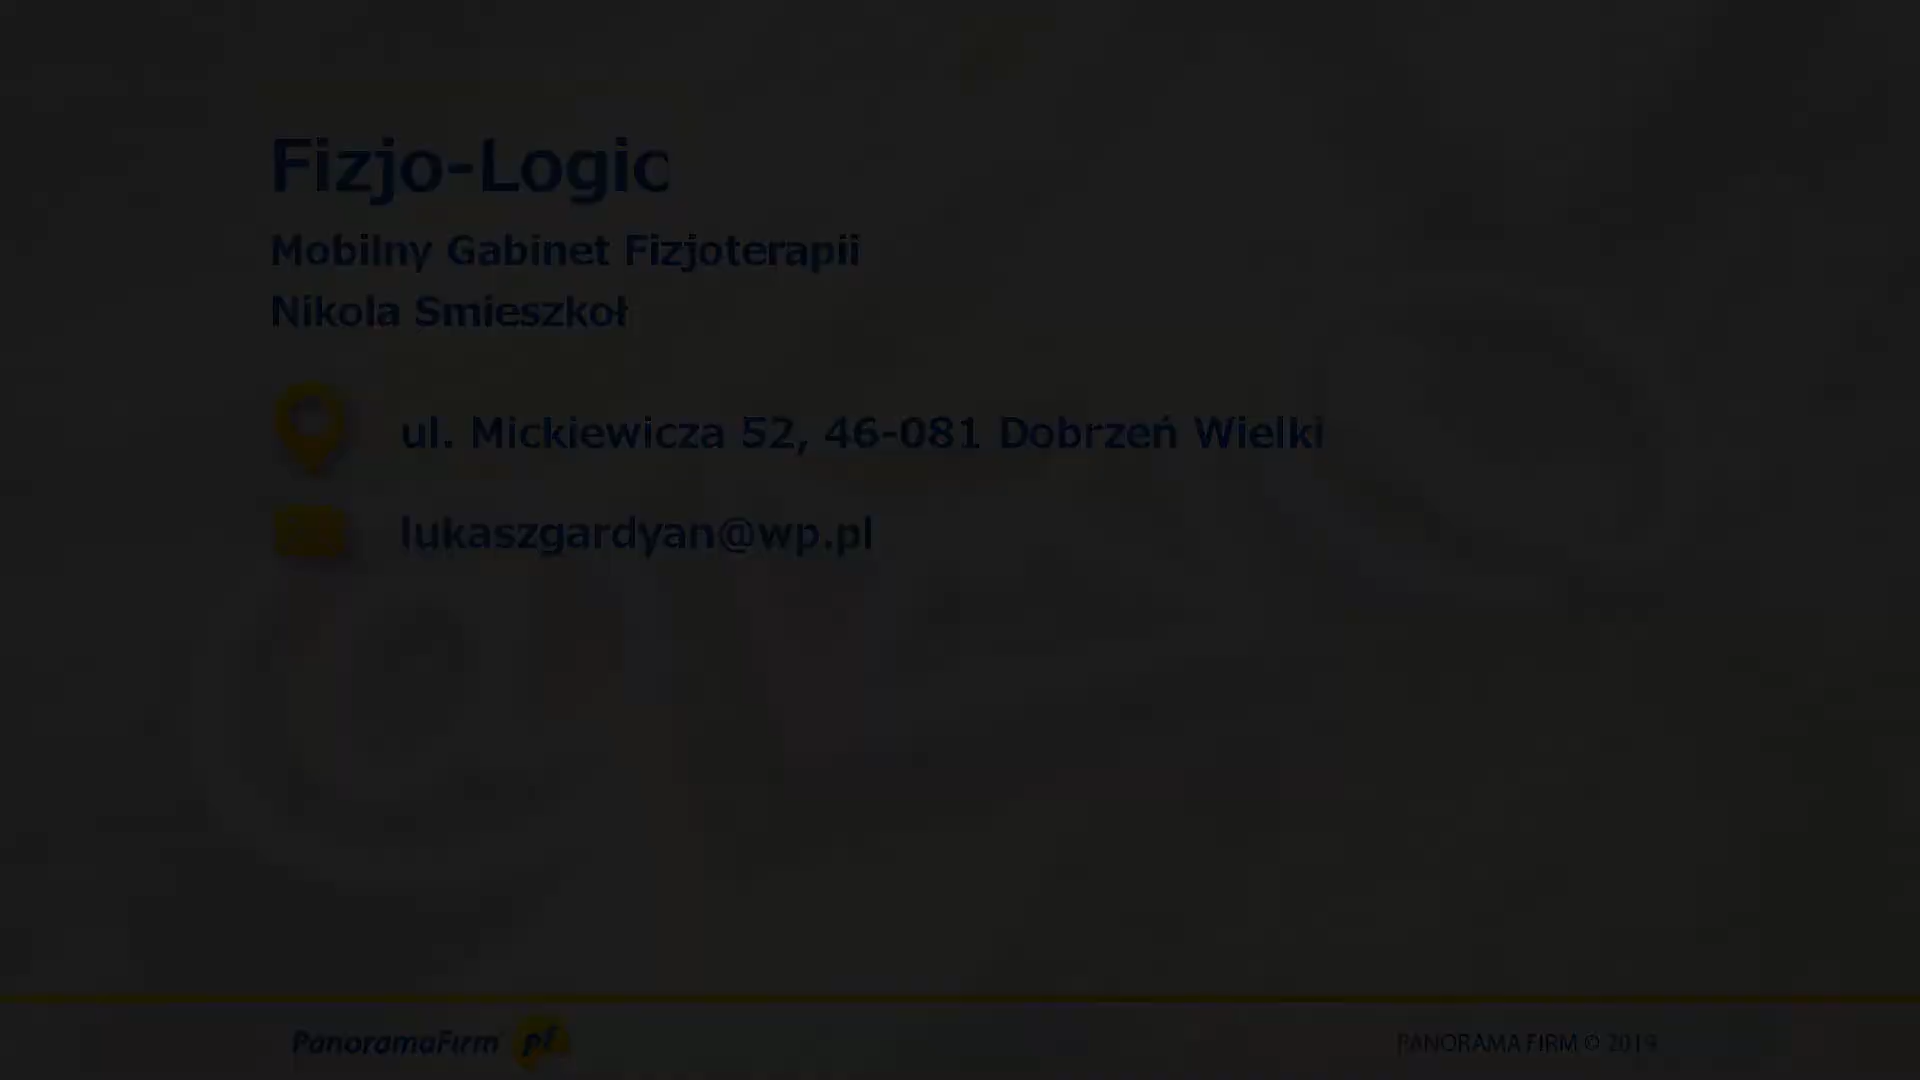 Fizjo-Logic
Mobilny Gabinet Fizjoterapii
Nikola Smieszkoł
ul. Mickiewicza 52, 46-081 Dobrzeń Wielki
lukaszgardyan@wp.pl
PanoramaFirm pf
PANORAMA FIRM © 2019